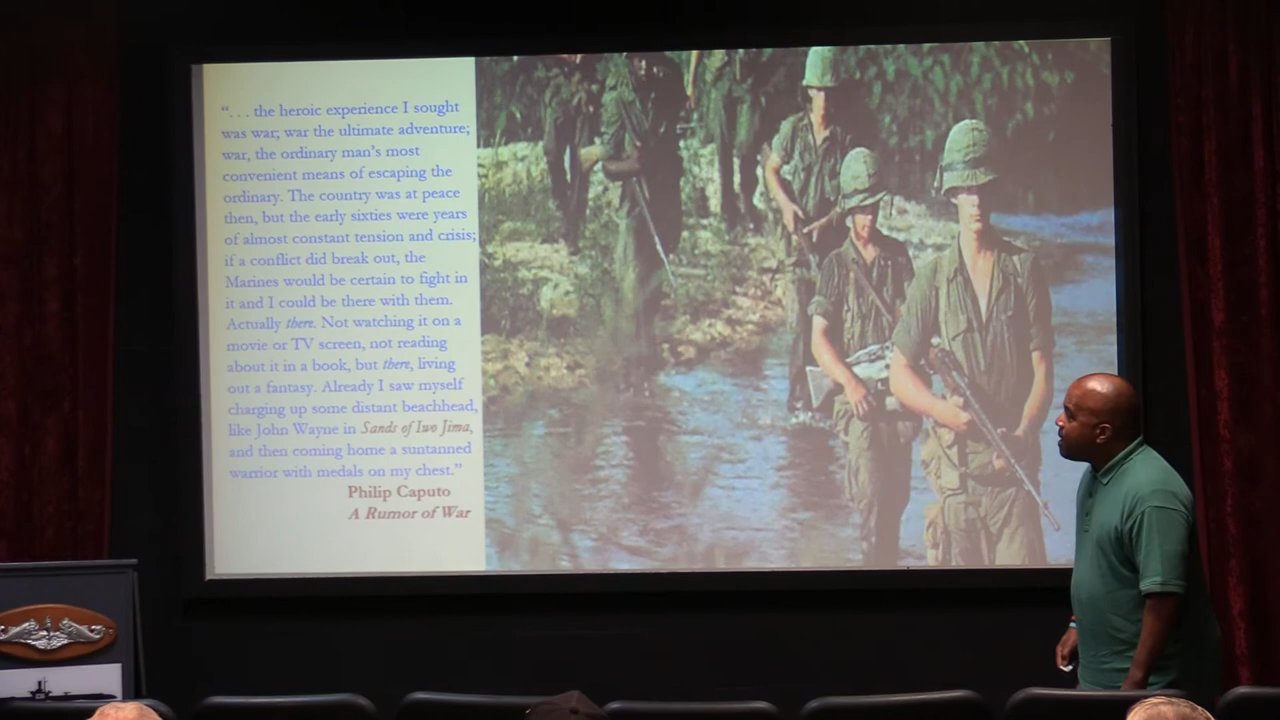 “. . . the heroic experience I sought
was war; war the ultimate adventure;
war, the ordinary man’s most
convenient means of escaping the
ordinary. The country was at peace
then, but the early sixties were years
of almost constant tension and crisis;
if a conflict did break out, the
Marines would be certain to fight in
it and I could be there with them.
Actually there. Not watching it on a
movie or TV screen, not reading
about it in a book, but there, living
out a fantasy. Already I saw myself
charging up some distant beachhead,
like John Wayne in Sands of Iwo Jima,
and then coming home a suntanned
warrior with medals on my chest.”
Philip Caputo
A Rumor of War